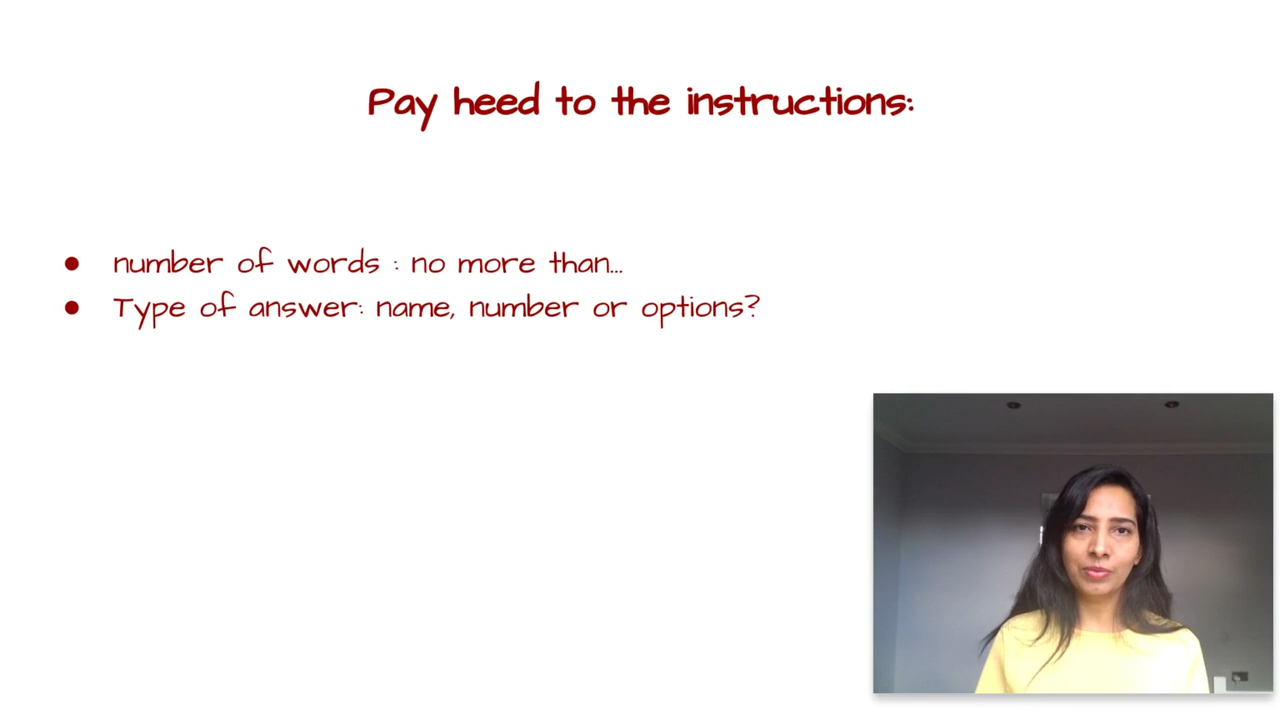 Pay heed to the instructions:
● number of words : no more than...
● Type of answer: name, number or options?